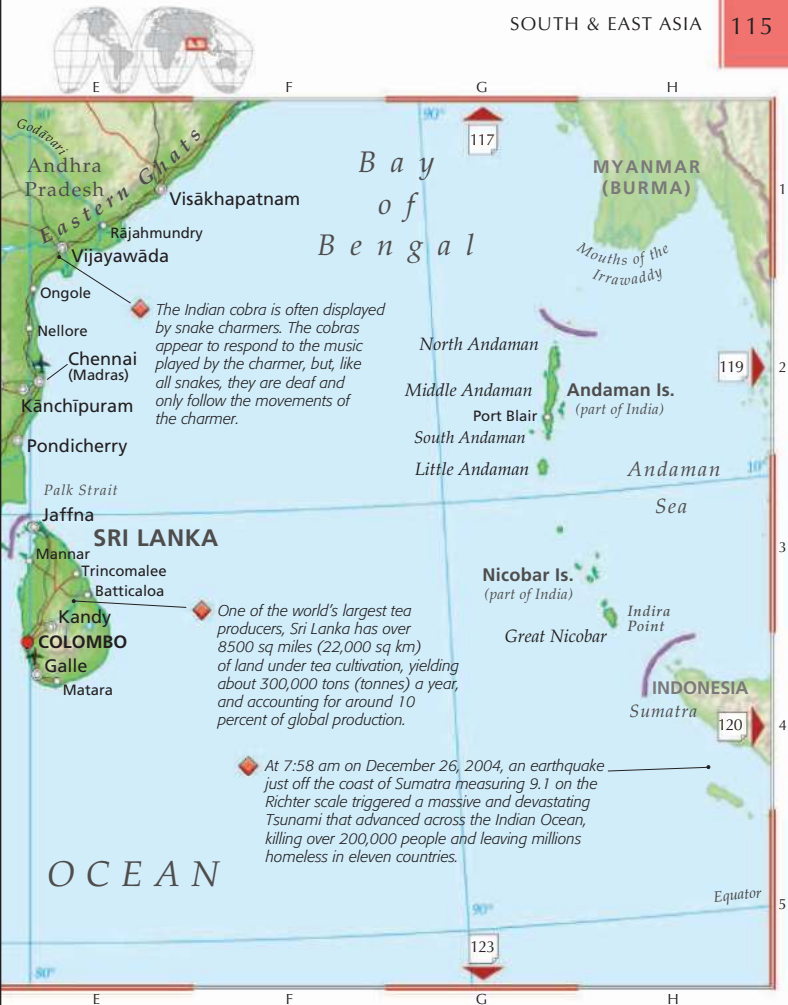 SOUTH & EAST ASIA 115
E F G H
80°
90°
Godāvari
117
Andhra
Pradesh
Eastern Ghats
Bay
of
Bengal
MYANMAR
(BURMA)
1
Visākhapatnam
Rājahmundry
Vijayawāda
Mouths of the
Irrawaddy
Ongole
The Indian cobra is often displayed
by snake charmers. The cobras
appear to respond to the music
played by the charmer, but, like
all snakes, they are deaf and
only follow the movements of
the charmer.
Nellore
Chennai
(Madras)
Kānchīpuram
Pondicherry
North Andaman
119
2
Middle Andaman
Andaman Is.
(part of India)
Port Blair
South Andaman
Little Andaman
Andaman
Sea
10°
Palk Strait
Jaffna
SRI LANKA
Mannar
3
Trincomalee
Batticaloa
Nicobar Is.
(part of India)
Kandy
COLOMBO
Galle
Matara
One of the world's largest tea
producers, Sri Lanka has over
8500 sq miles (22,000 sq km)
of land under tea cultivation, yielding
about 300,000 tons (tonnes) a year,
and accounting for around 10
percent of global production.
Indira
Point
Great Nicobar
INDONESIA
Sumatra
120
4
At 7:58 am on December 26, 2004, an earthquake
just off the coast of Sumatra measuring 9.1 on the
Richter scale triggered a massive and devastating
Tsunami that advanced across the Indian Ocean,
killing over 200,000 people and leaving millions
homeless in eleven countries.
OCEAN
Equator
5
90°
123
80°
E F G H